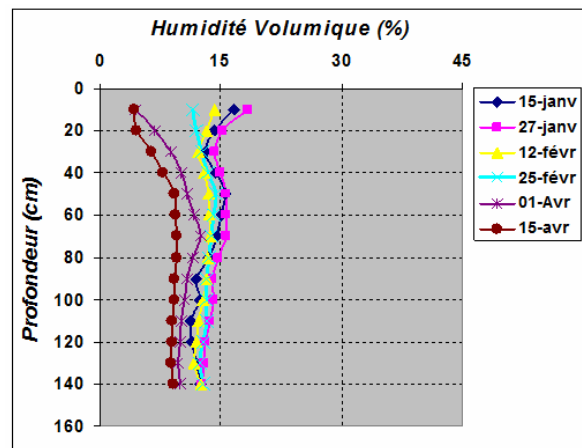 Humidité Volumique (%)
0 15 30 45
0
20
40
60
80
100
120
140
160
Profondeur (cm)
15-janv
27-janv
12-févr
25-févr
01-Avr
15-avr